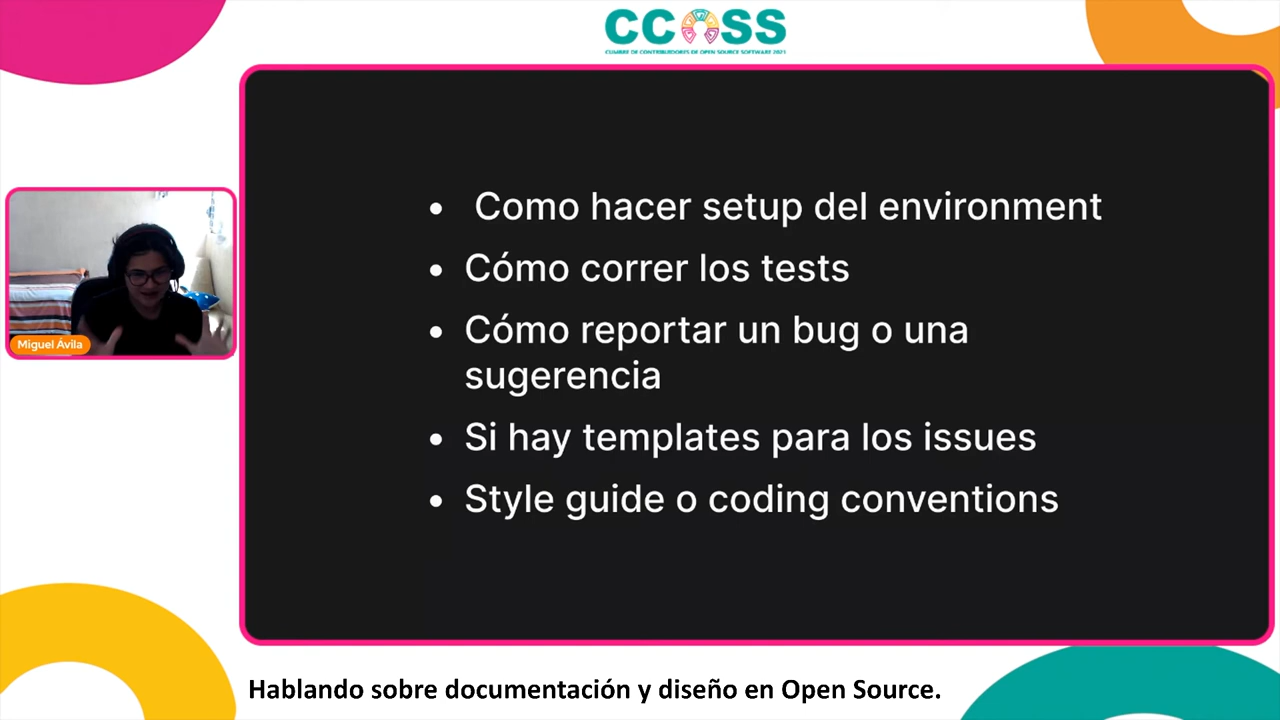 CCOSS
CUMBRE DE CONTRIBUIDORES DE OPEN SOURCE SOFTWARE 2021
• Como hacer setup del environment
• Cómo correr los tests
• Cómo reportar un bug o una
sugerencia
• Si hay templates para los issues
• Style guide o coding conventions
Miguel Ávila
Hablando sobre documentación y diseño en Open Source.